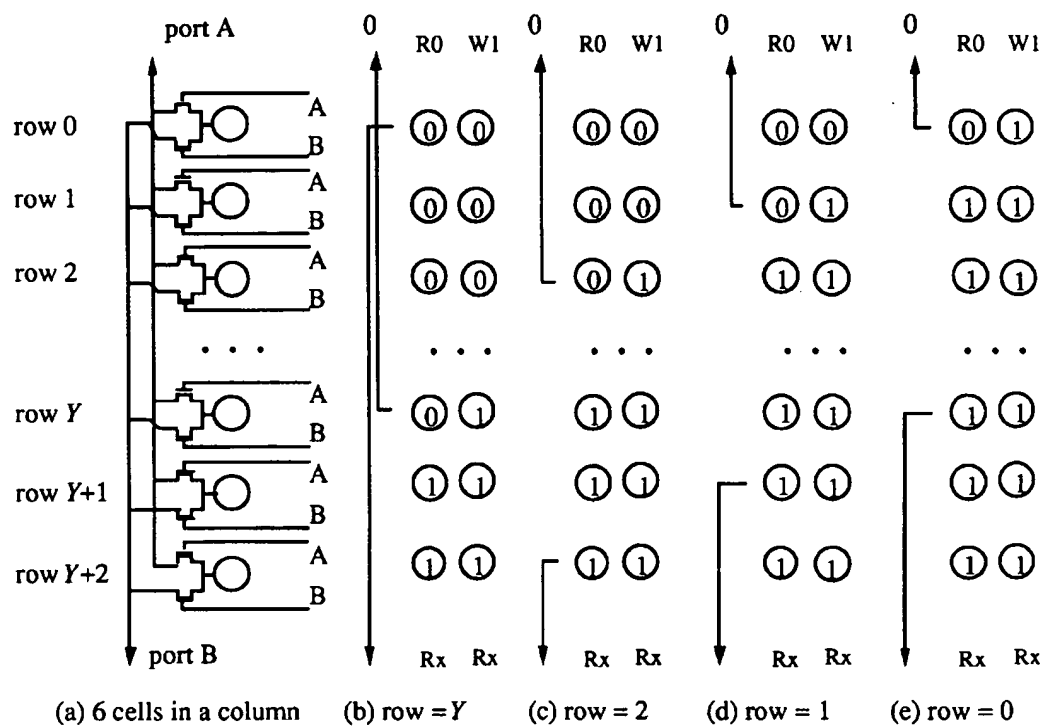 port A 0 0 0 0
R0 W1 R0 W1 R0 W1 R0 W1
row 0 A 0 0 0 0 0 0 0 1
B
row 1 A 0 0 0 0 0 1 1 1
B
row 2 A 0 0 0 1 1 1 1 1
B
. . . . . . . . . . . . . . .
row Y A 0 1 1 1 1 1 1 1
B
row Y+1 A 1 1 1 1 1 1 1 1
B
row Y+2 A 1 1 1 1 1 1 1 1
B
port B Rx Rx Rx Rx Rx Rx Rx Rx
(a) 6 cells in a column (b) row = Y (c) row = 2 (d) row = 1 (e) row = 0